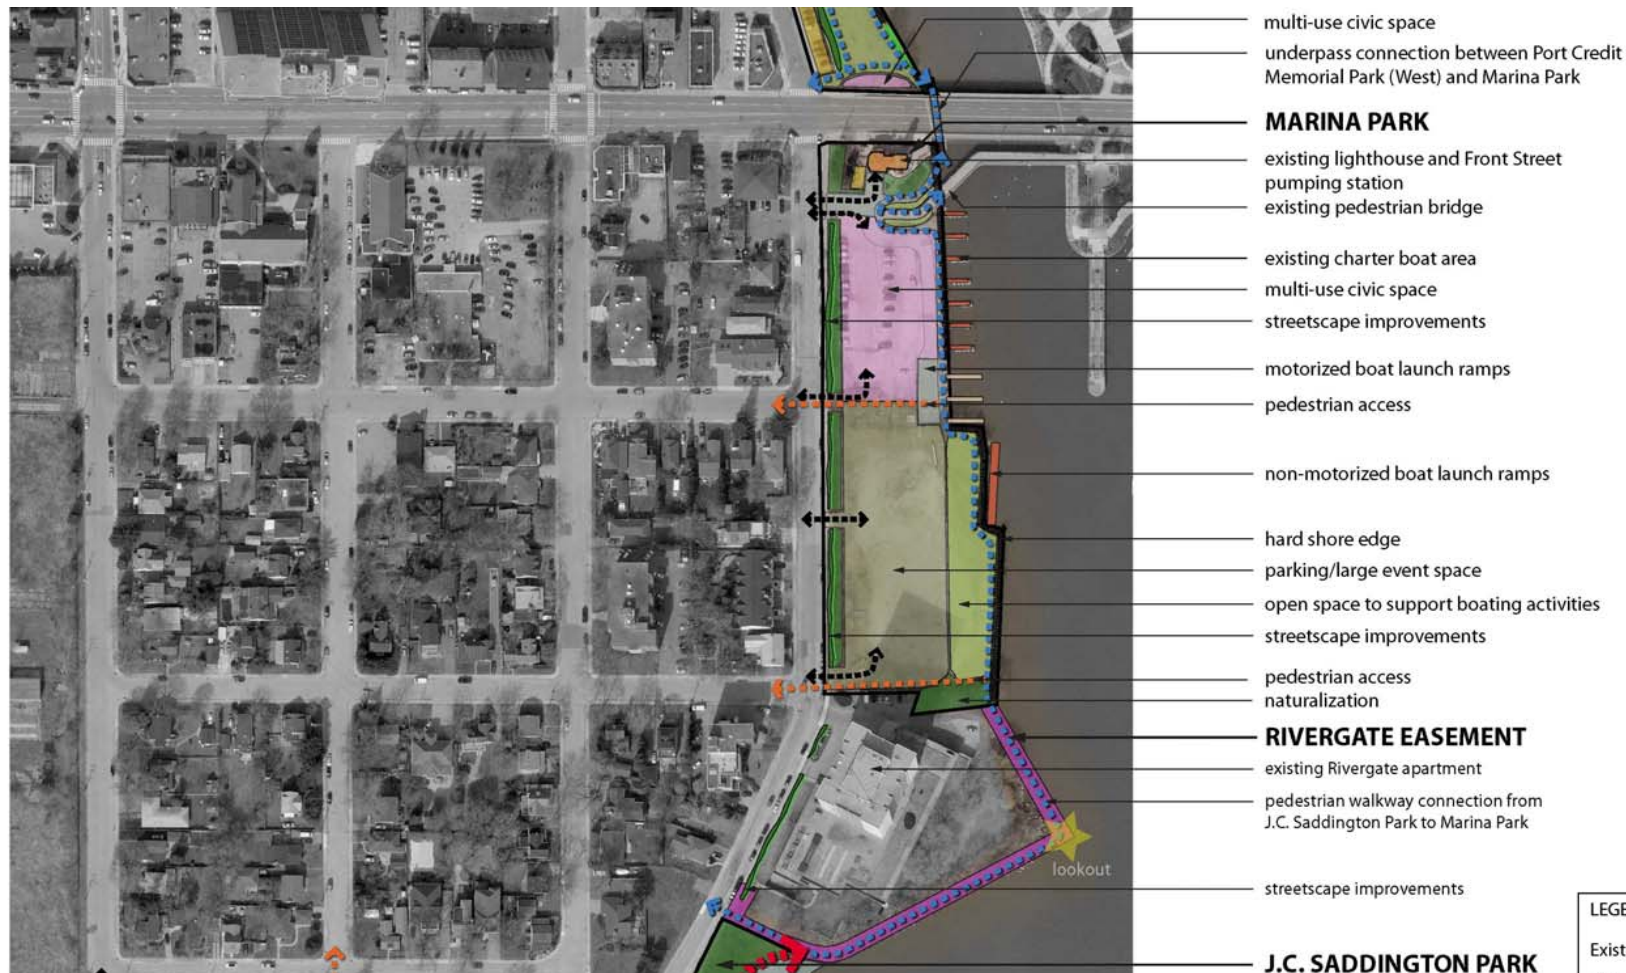 multi-use civic space
underpass connection between Port Credit
Memorial Park (West) and Marina Park
MARINA PARK
existing lighthouse and Front Street
pumping station
existing pedestrian bridge
existing charter boat area
multi-use civic space
streetscape improvements
motorized boat launch ramps
pedestrian access
non-motorized boat launch ramps
hard shore edge
parking/large event space
open space to support boating activities
streetscape improvements
pedestrian access
naturalization
RIVERGATE EASEMENT
existing Rivergate apartment
pedestrian walkway connection from
J.C. Saddington Park to Marina Park
lookout
streetscape improvements
LEGE
Exist
J.C. SADDINGTON PARK